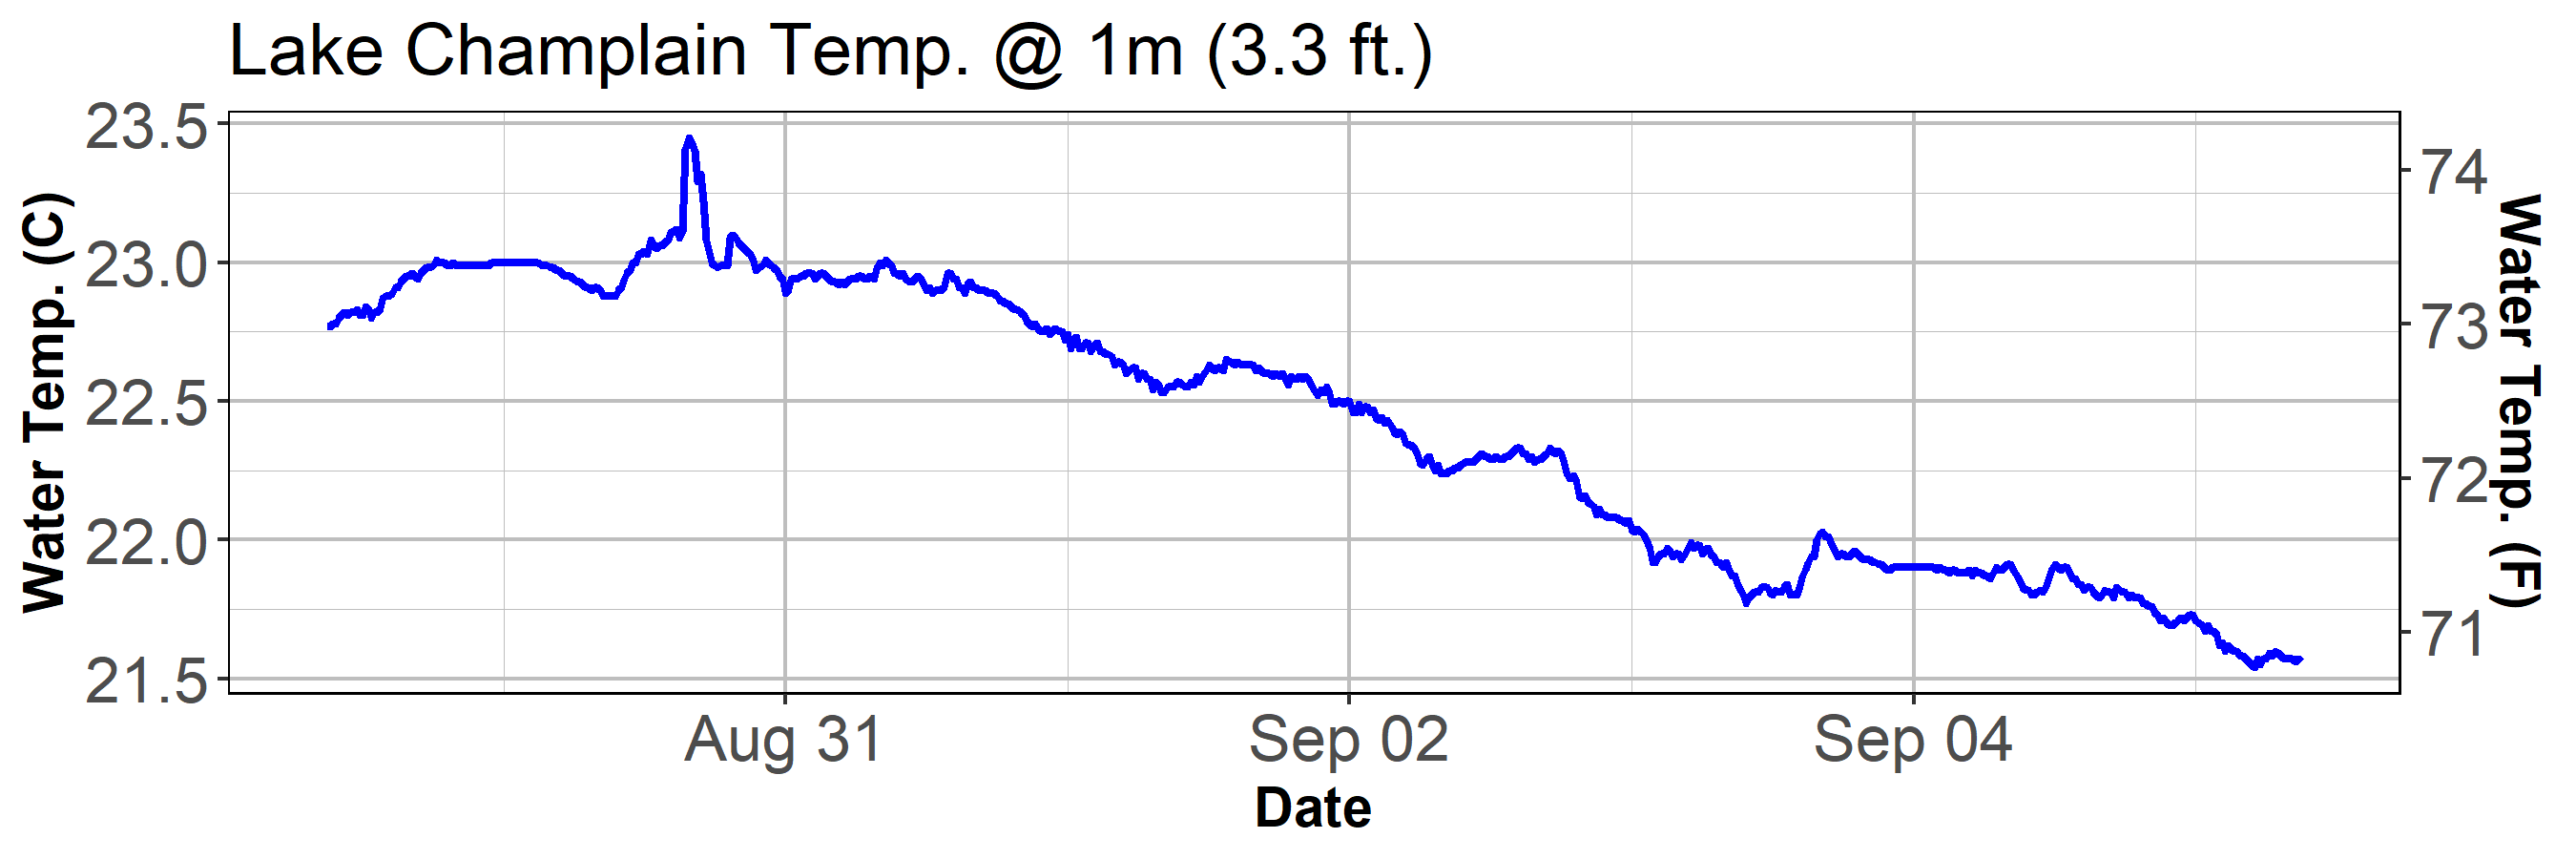 Lake Champlain Temp. @ 1m (3.3 ft.)
Water Temp. (C)
23.5
23.0
22.5
22.0
21.5
74
73
72
71
Water Temp. (F)
Aug 31 Sep 02 Sep 04
Date